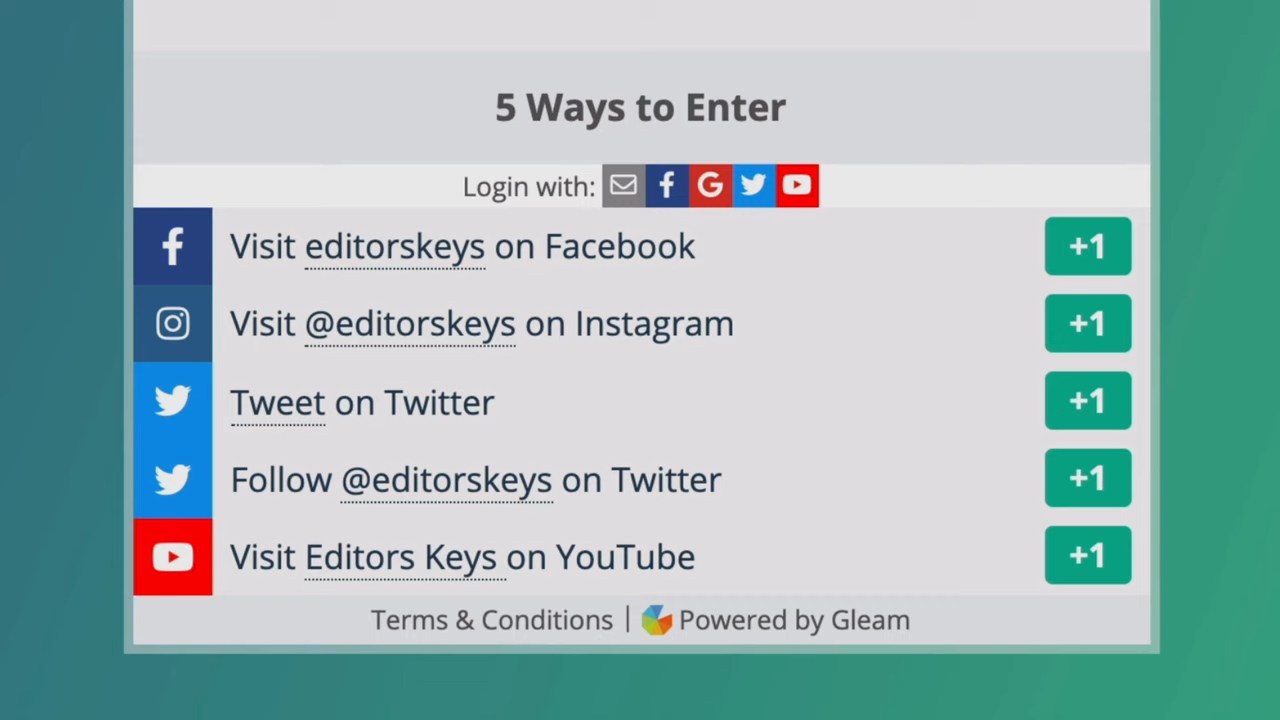 5 Ways to Enter
Login with:
Visit editorskeys on Facebook +1
Visit @editorskeys on Instagram +1
Tweet on Twitter +1
Follow @editorskeys on Twitter +1
Visit Editors Keys on YouTube +1
Terms & Conditions | Powered by Gleam